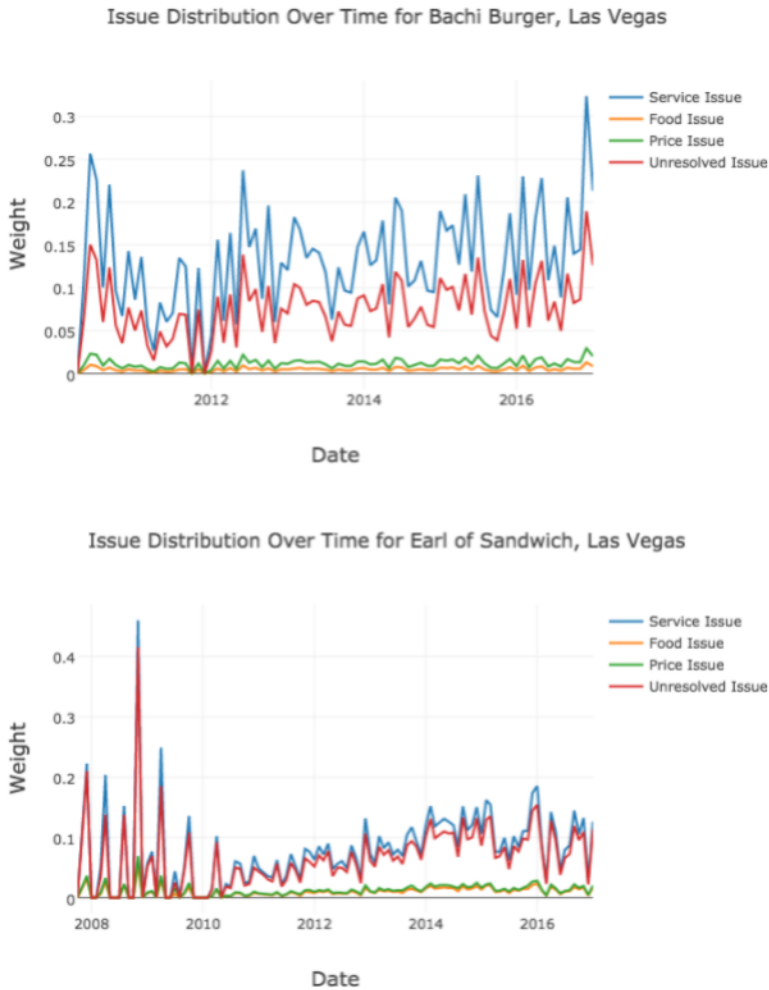 Issue Distribution Over Time for Bachi Burger, Las Vegas
Service Issue
Food Issue
Price Issue
Unresolved Issue
Weight
0.3
0.25
0.2
0.15
0.1
0.05
0
2012
2014
2016
Date
Issue Distribution Over Time for Earl of Sandwich, Las Vegas
Service Issue
Food Issue
Price Issue
Unresolved Issue
Weight
0.4
0.3
0.2
0.1
0
2008
2010
2012
2014
2016
Date